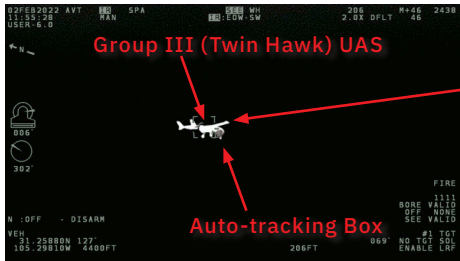 02FEB2022 AVT IR SPA SEE WH 206 M+46 2438
11:55:28 MAN IR:EOW-SW 2.0X DFLT 46
USER-6.0
Group III (Twin Hawk) UAS
N
006°
302°
FIRE
1111
BORE VALID
OFF NONE
SEE VALID
N :OFF - DISARM
Auto-tracking Box
#1 TGT
VEH
31.25880N 127° 069° NO TGT SOL
105.29810W 4400FT 206FT ENABLE LRF